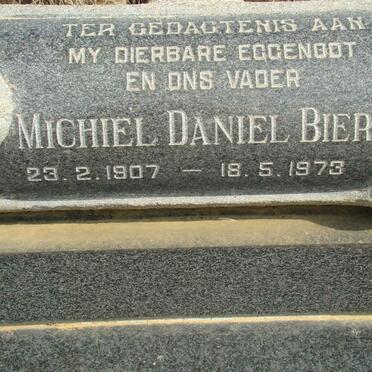 TER GEDAGTENIS AAN
MY DIERBARE EGGENOOT
EN ONS VADER
MICHIEL DANIEL BIER
23.2.1907 — 18.5.1973